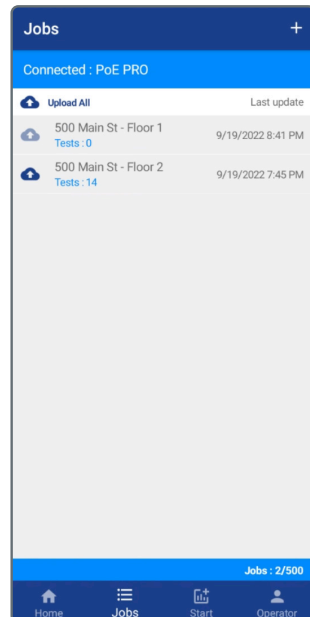 Jobs +
Connected : PoE PRO
Upload All Last update
500 Main St - Floor 1 9/19/2022 8:41 PM
Tests : 0
500 Main St - Floor 2 9/19/2022 7:45 PM
Tests : 14
Jobs : 2/500
Home Jobs Start Operator